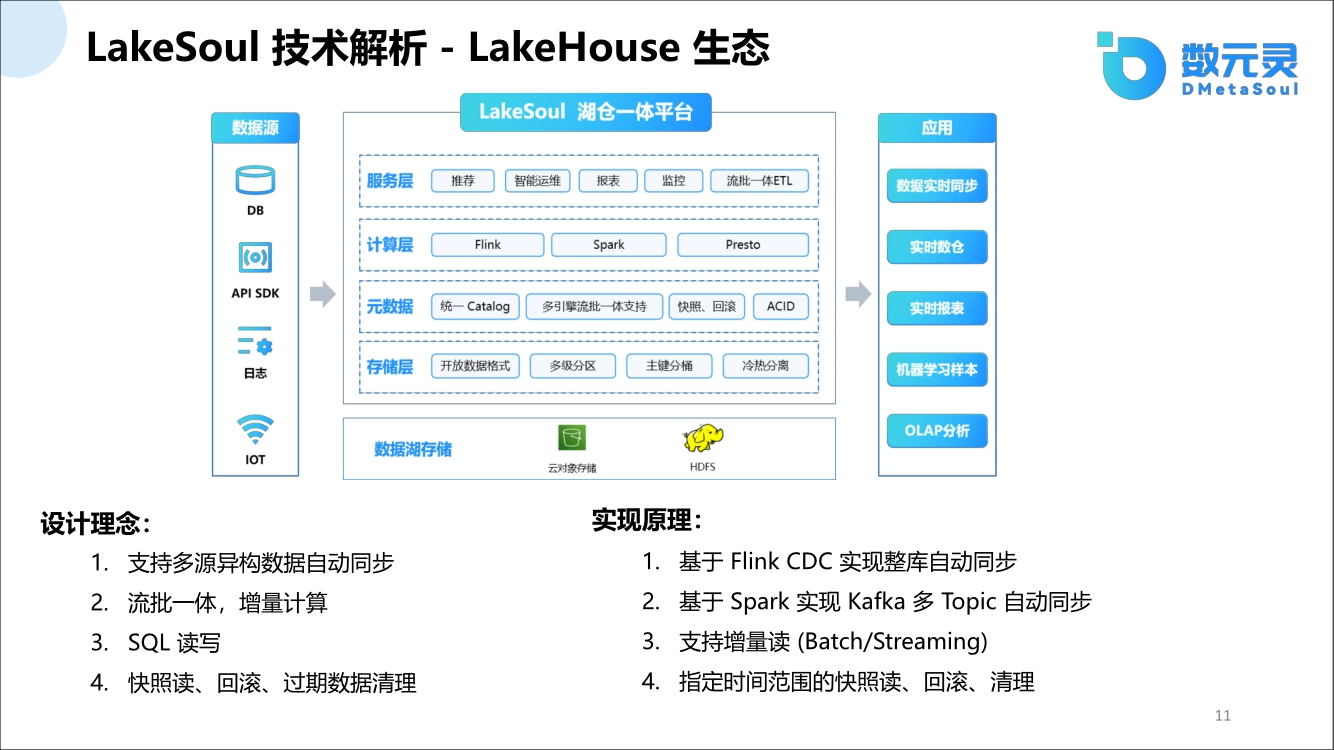 LakeSoul 技术解析 - LakeHouse 生态
数元灵
DMetaSoul
数据源
DB
API SDK
日志
IOT
LakeSoul 湖仓一体平台
服务层 推荐 智能运维 报表 监控 流批一体ETL
计算层 Flink Spark Presto
元数据 统一 Catalog 多引擎流批一体支持 快照、回滚 ACID
存储层 开放数据格式 多级分区 主键分桶 冷热分离
数据湖存储
云对象存储
HDFS
应用
数据实时同步
实时数仓
实时报表
机器学习样本
OLAP分析
设计理念：
1. 支持多源异构数据自动同步
2. 流批一体，增量计算
3. SQL 读写
4. 快照读、回滚、过期数据清理
实现原理：
1. 基于 Flink CDC 实现整库自动同步
2. 基于 Spark 实现 Kafka 多 Topic 自动同步
3. 支持增量读 (Batch/Streaming)
4. 指定时间范围的快照读、回滚、清理
11